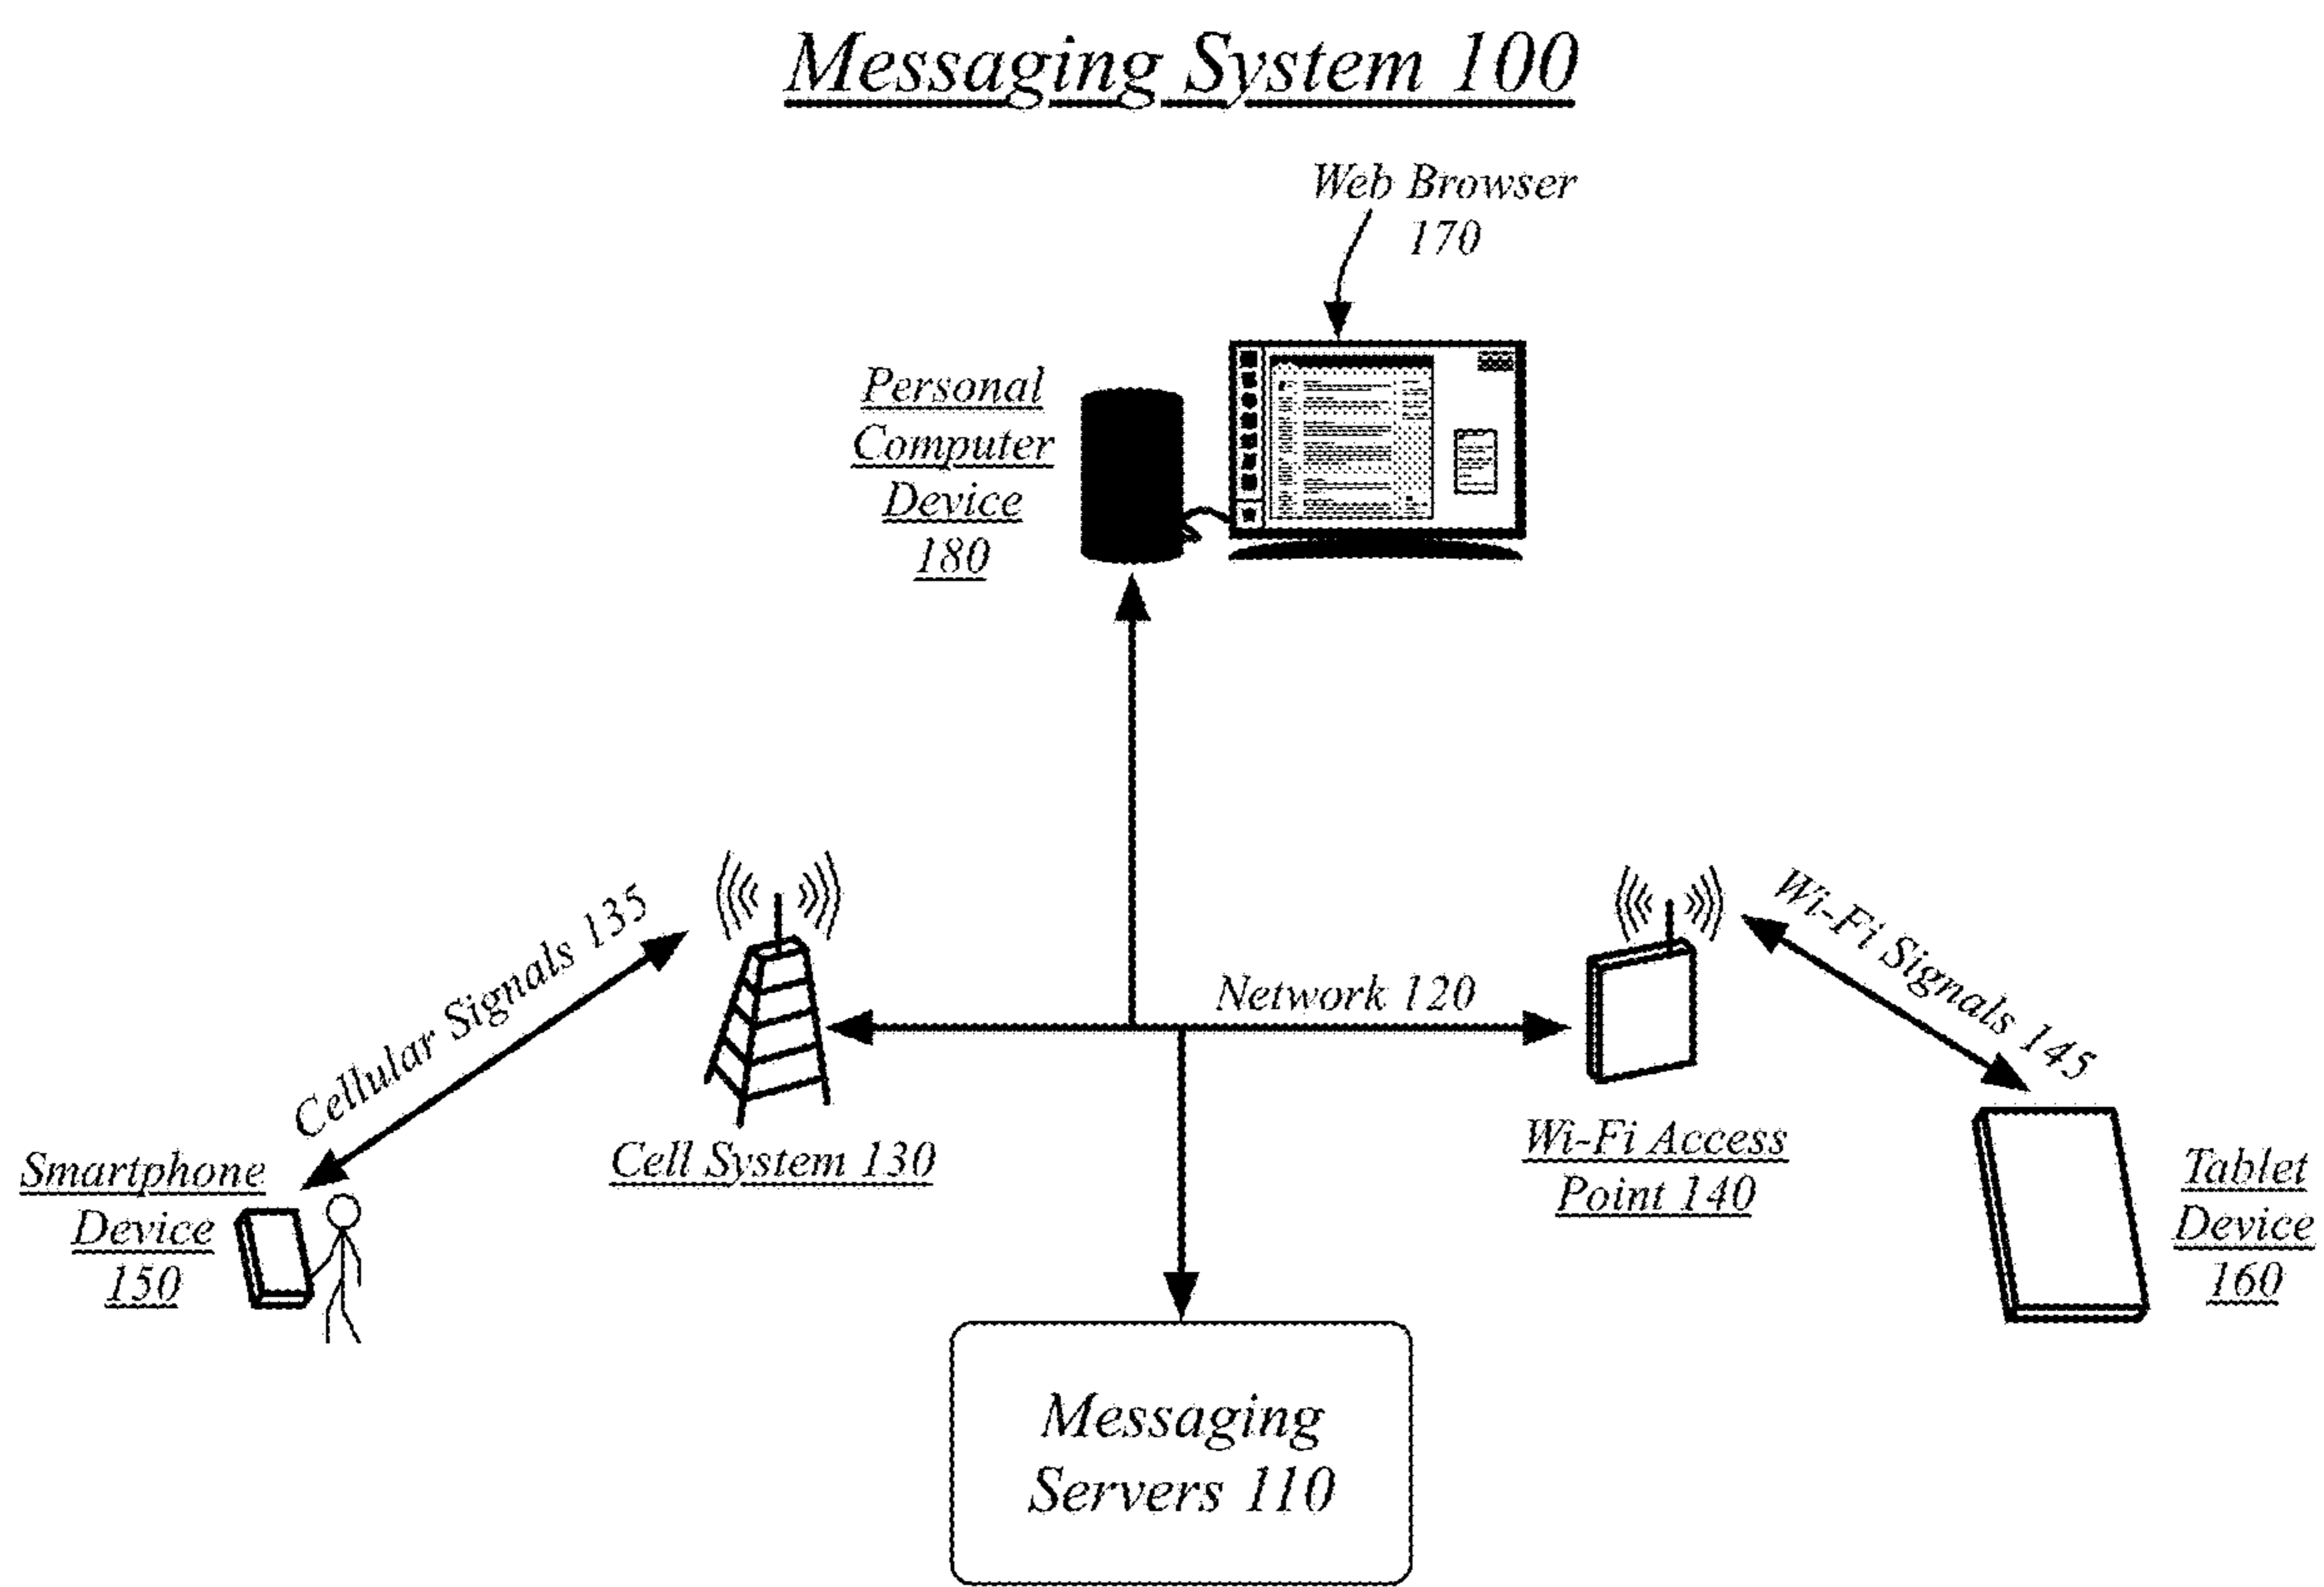 Messaging System 100
Web Browser
170
Personal
Computer
Device
180
Cellular Signals 135
Wi-Fi Signals 145
Network 120
Cell System 130
Wi-Fi Access
Point 140
Smartphone
Device
150
Tablet
Device
160
Messaging
Servers 110